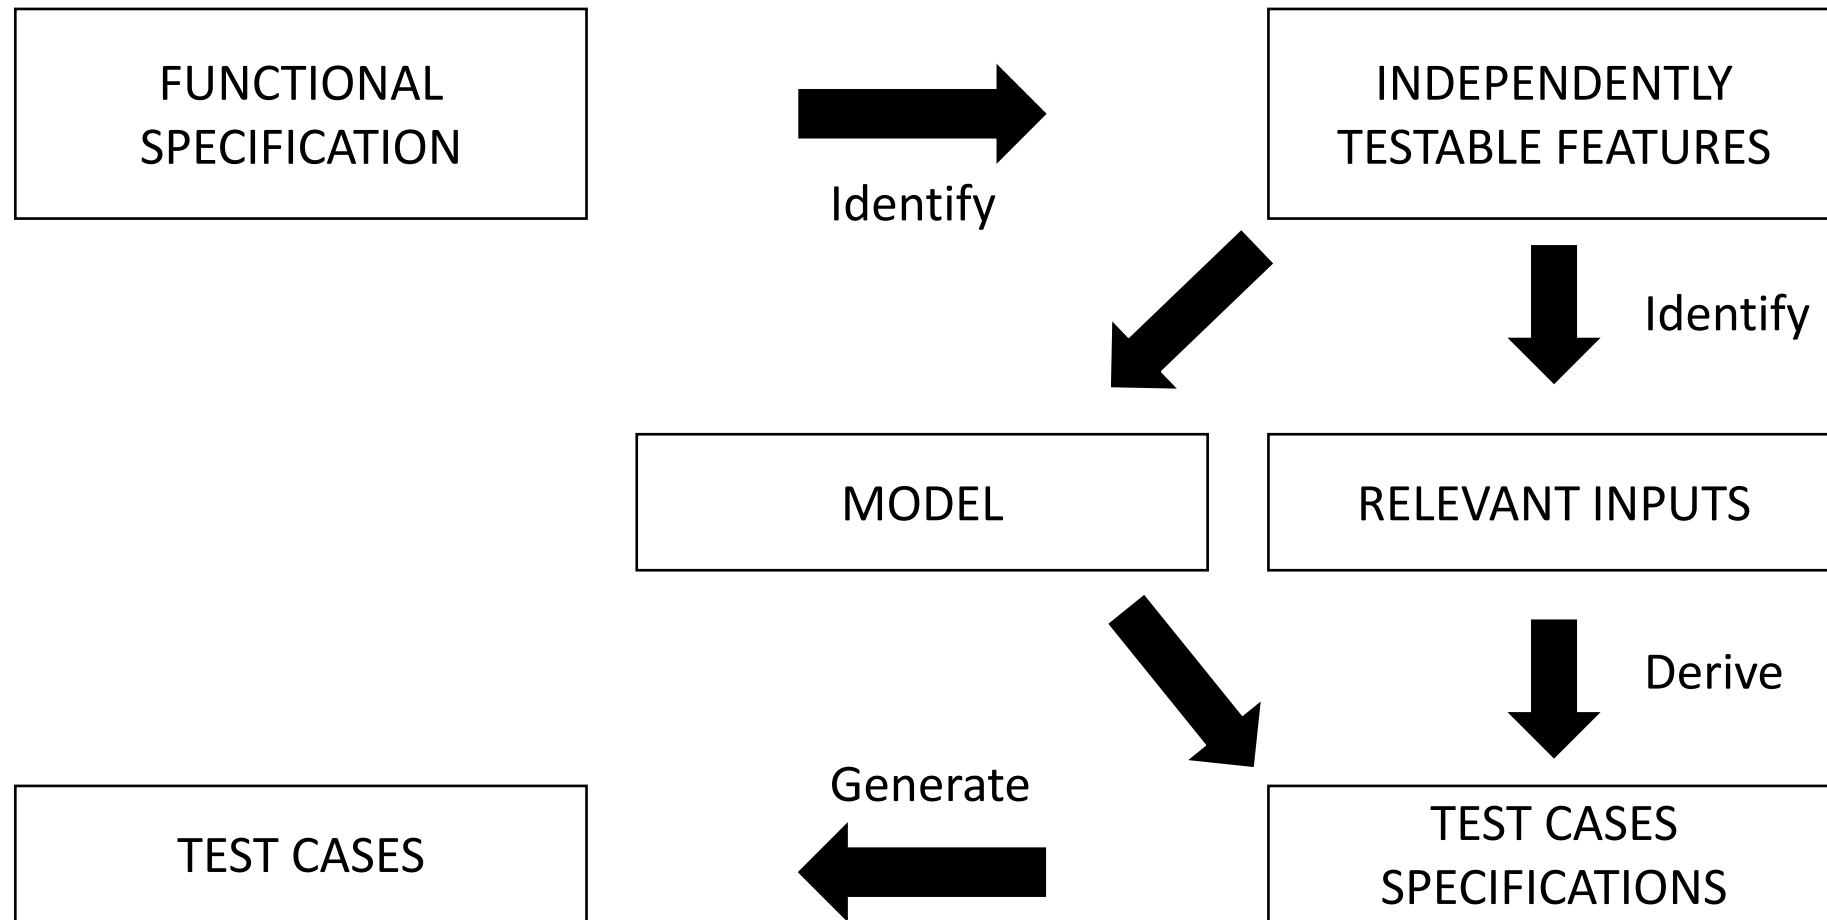 FUNCTIONAL
SPECIFICATION
Identify
INDEPENDENTLY
TESTABLE FEATURES
Identify
MODEL
RELEVANT INPUTS
Derive
TEST CASES
SPECIFICATIONS
Generate
TEST CASES